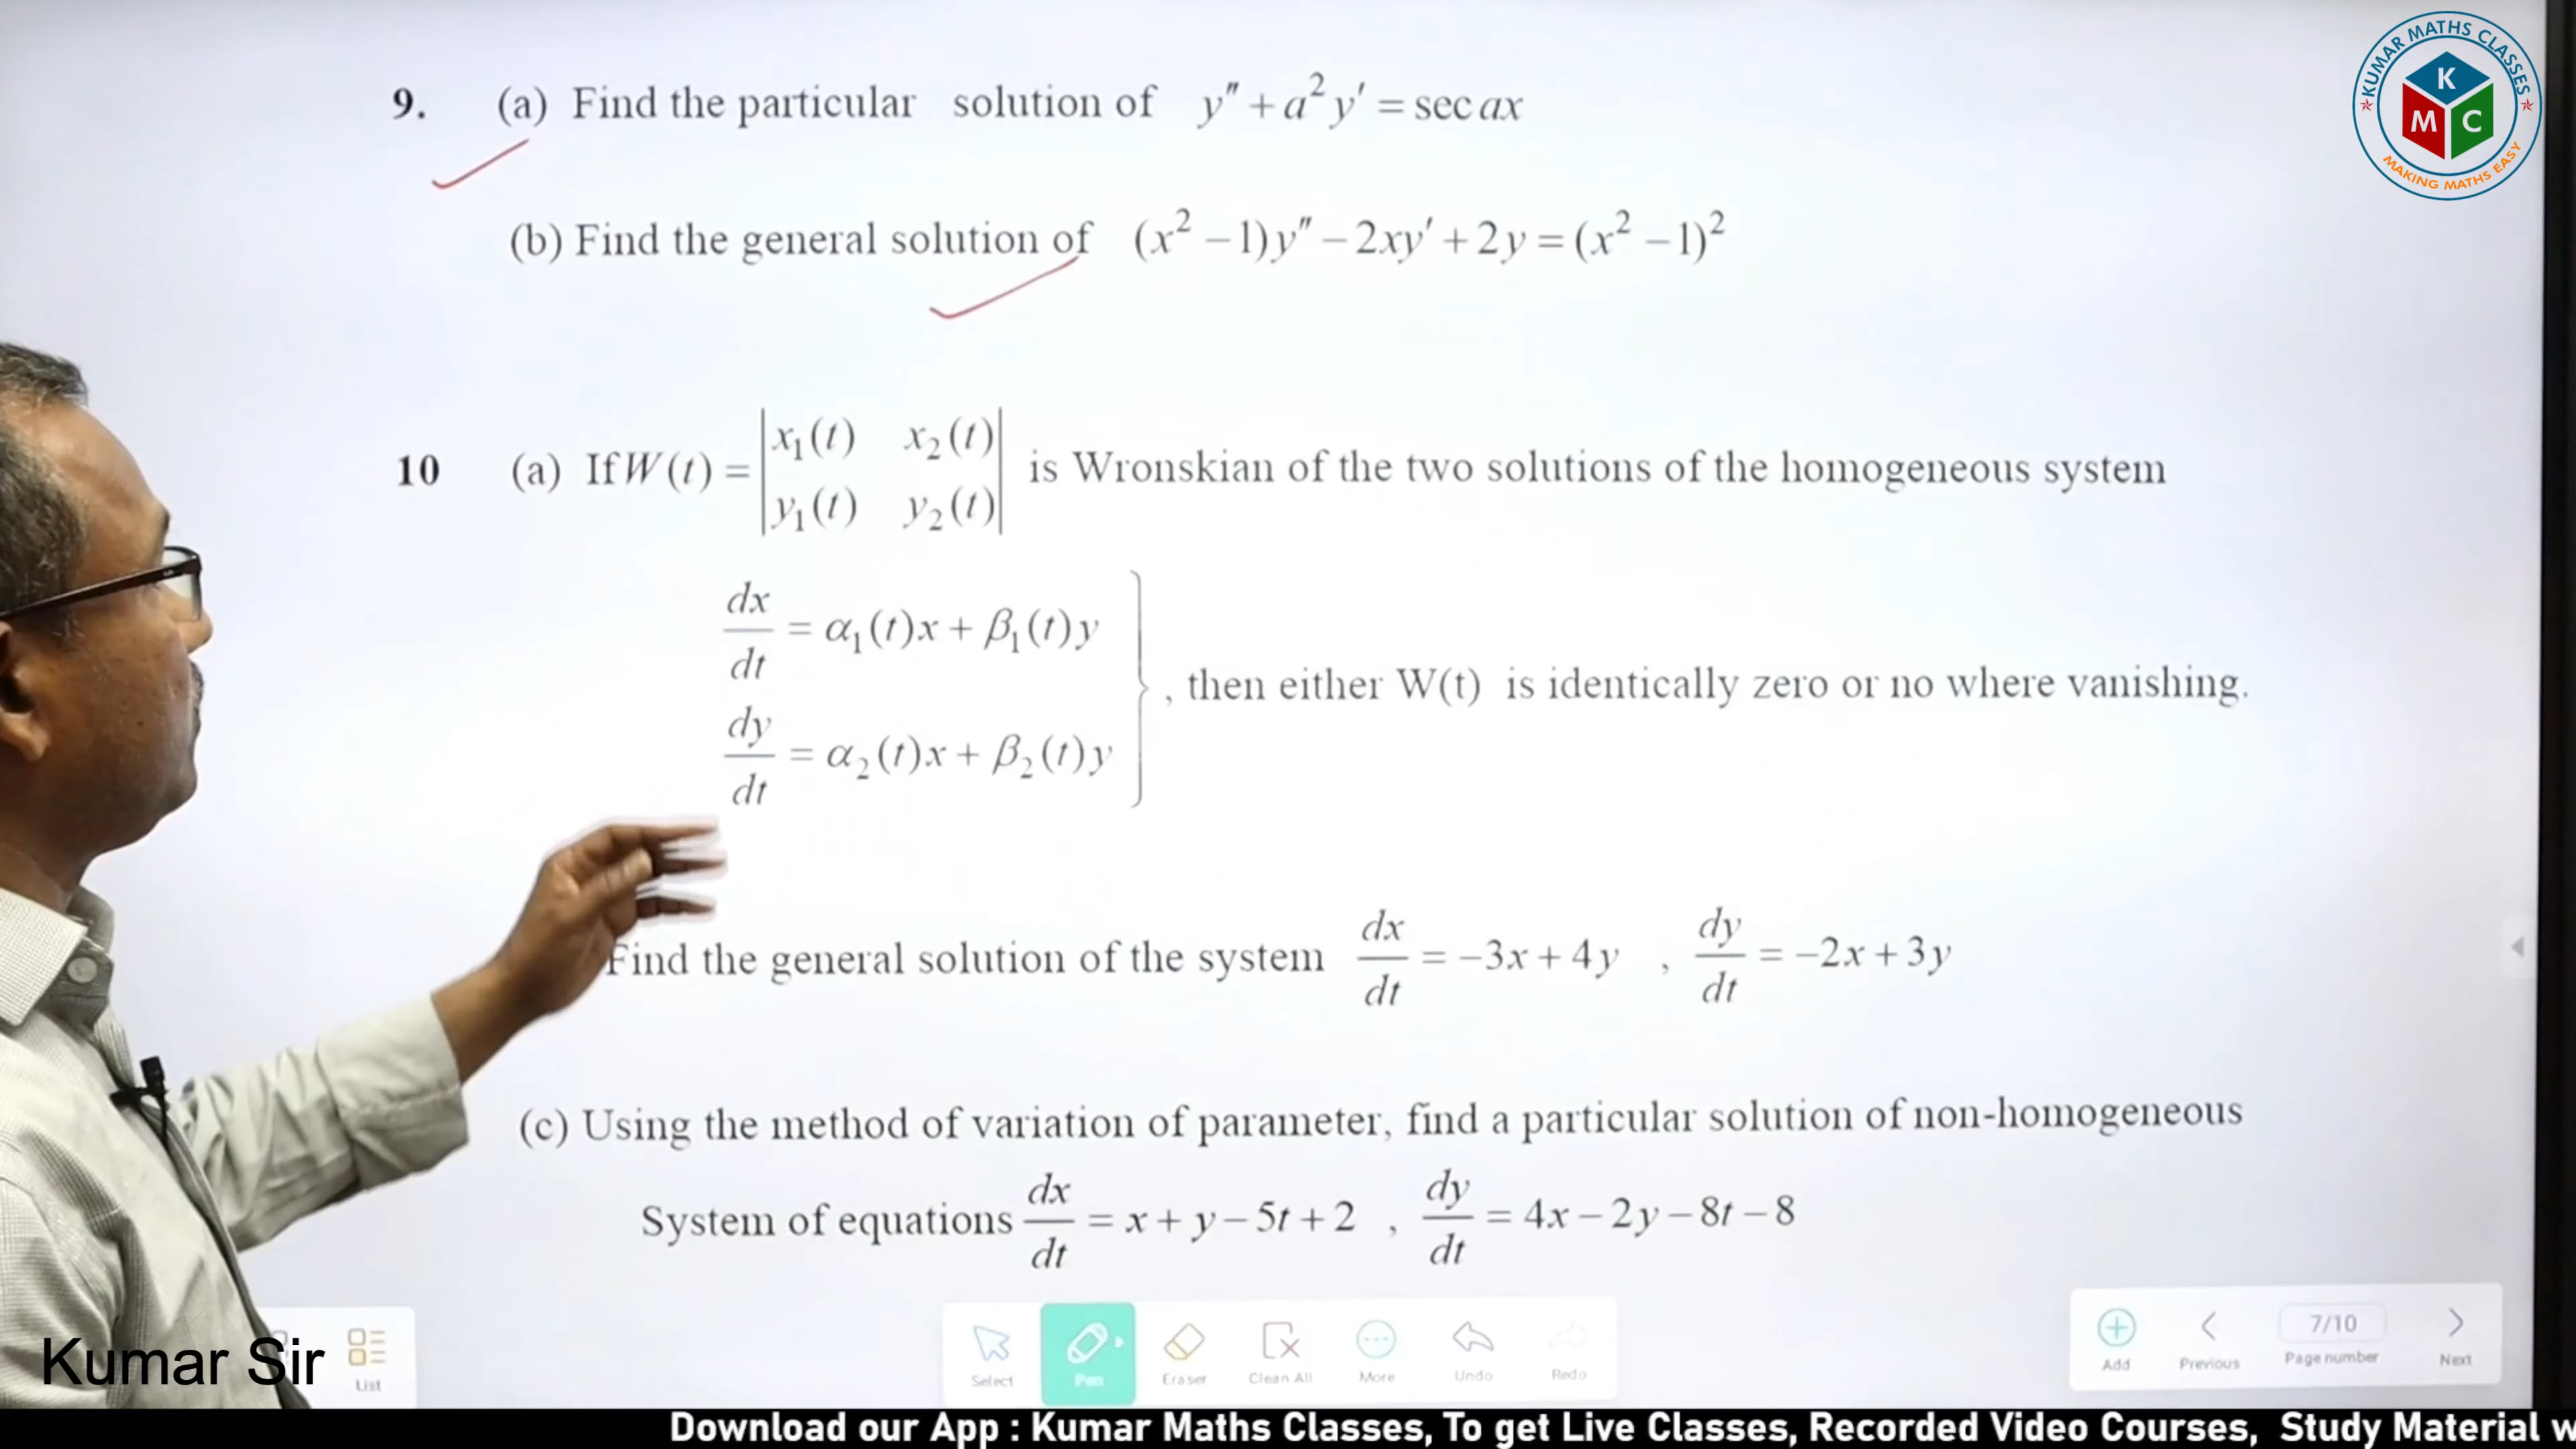 KUMAR MATHS CLASSES
K
M C
MAKING MATHS EASY
9. (a) Find the particular solution of y″ + a² y′ = sec ax
(b) Find the general solution of (x² − 1) y″ − 2xy′ + 2y = (x² − 1)²
10 (a) If W(t) = |x₁(t) x₂(t)| is Wronskian of the two solutions of the homogeneous system
|y₁(t) y₂(t)|
dx/dt = α₁(t)x + β₁(t)y
, then either W(t) is identically zero or no where vanishing.
dy/dt = α₂(t)x + β₂(t)y
Find the general solution of the system dx/dt = −3x + 4y , dy/dt = −2x + 3y
(c) Using the method of variation of parameter, find a particular solution of non-homogeneous
System of equations dx/dt = x + y − 5t + 2 , dy/dt = 4x − 2y − 8t − 8
Kumar Sir
List
Select Pen Eraser Clean All More Undo Redo
7/10
Add Previous Page number Next
Download our App : Kumar Maths Classes, To get Live Classes, Recorded Video Courses, Study Material w